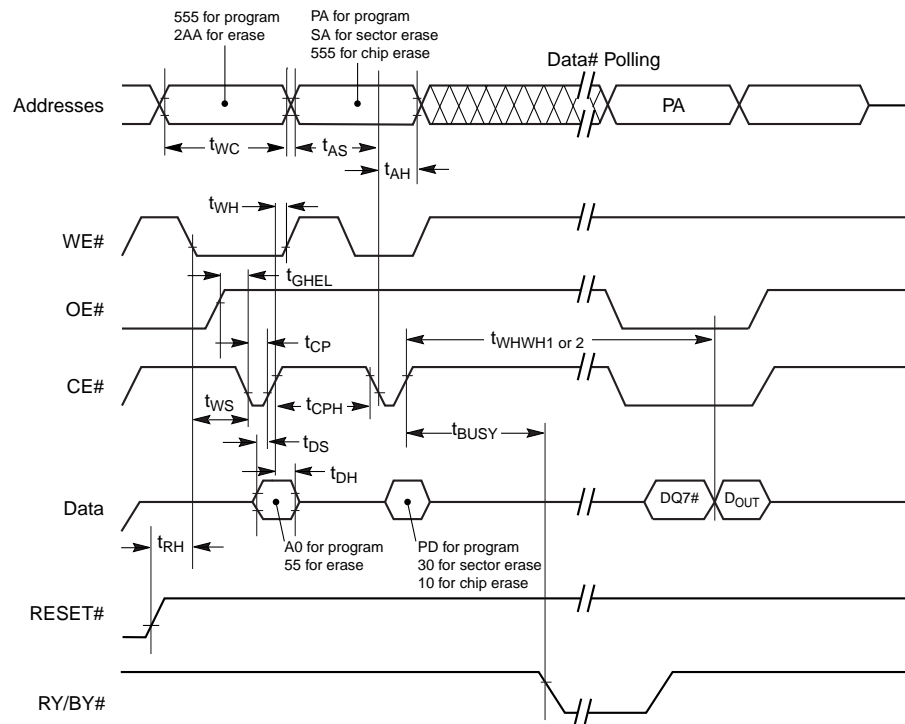 555 for program
2AA for erase
PA for program
SA for sector erase
555 for chip erase
Data# Polling
Addresses
PA
tWC
tAS
tAH
tWH
WE#
tGHEL
OE#
tCP
tWHWH1 or 2
CE#
tWS
tCPH
tBUSY
tDS
tDH
Data
DQ7#
DOUT
tRH
A0 for program
55 for erase
PD for program
30 for sector erase
10 for chip erase
RESET#
RY/BY#